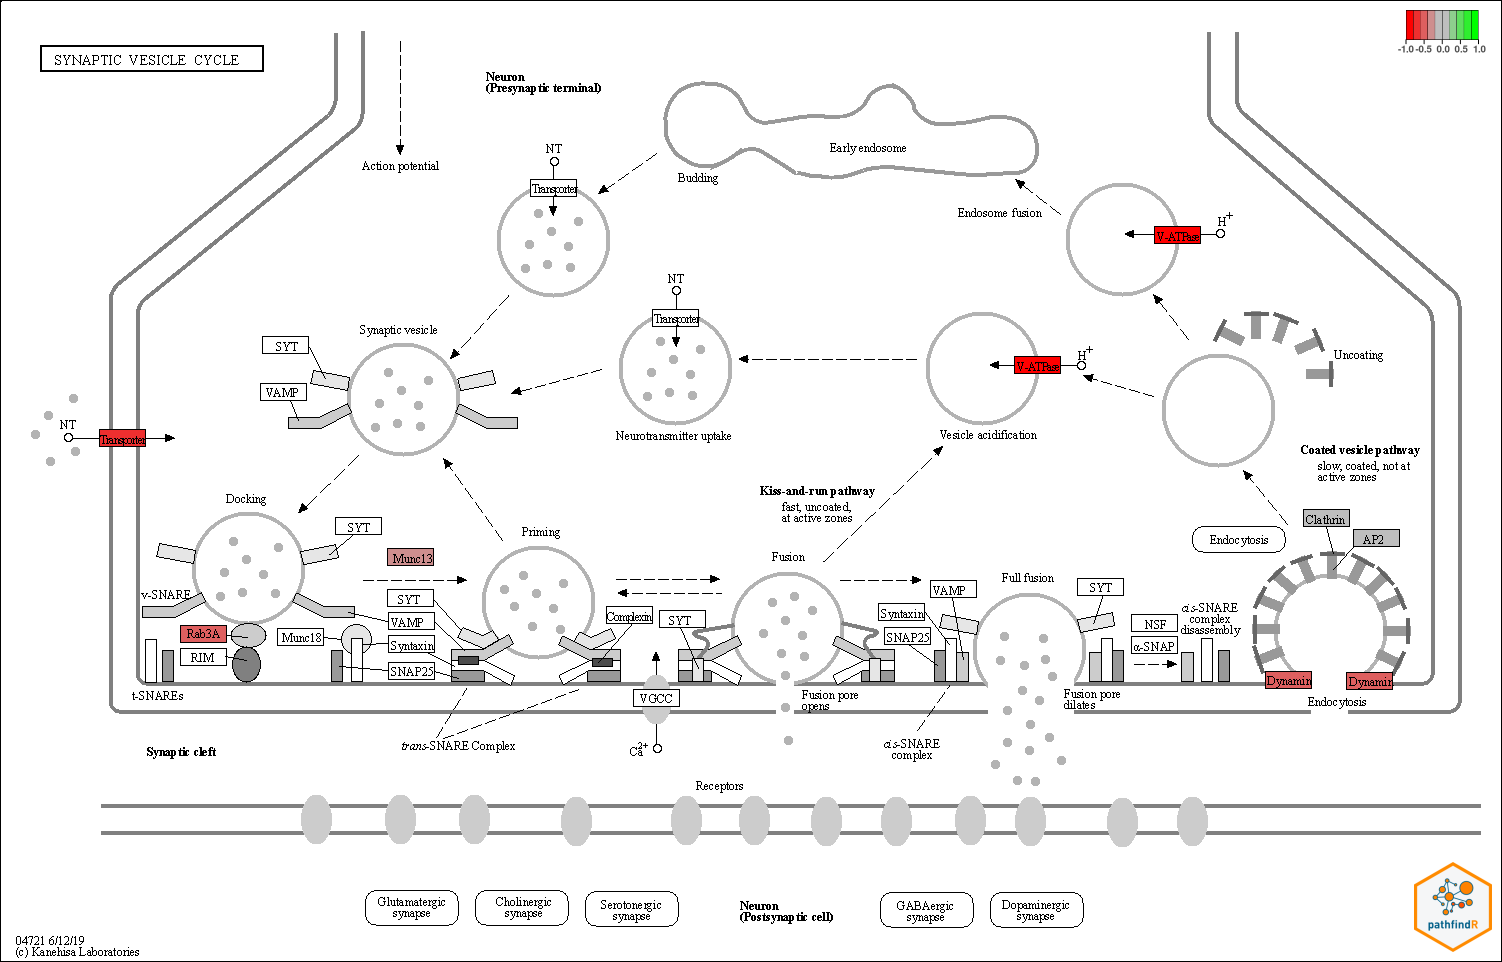 SYNAPTIC VESICLE CYCLE
-1.0 -0.5 0.0 0.5 1.0
Neuron
(Presynaptic terminal)
Action potential
NT
Transporter
Budding
Early endosome
Endosome fusion
V-ATPase
H+
NT
Transporter
Synaptic vesicle
SYT
VAMP
Neurotransmitter uptake
V-ATPase
H+
Vesicle acidification
Uncoating
NT
Transporter
Coated vesicle pathway
slow, coated, not at
active zones
Kiss-and-run pathway
fast, uncoated,
at active zones
Docking
SYT
Munc13
Priming
Fusion
Endocytosis
Clathrin
AP2
v-SNARE
Rab3A
RIM
Munc18
SYT
VAMP
Syntaxin
SNAP25
Complexin
SYT
VGCC
Ca2+
Full fusion
VAMP
Syntaxin
SNAP25
SYT
NSF
α-SNAP
cis-SNARE
complex
disassembly
Dynamin
Dynamin
Endocytosis
t-SNAREs
Fusion pore
opens
Fusion pore
dilates
trans-SNARE Complex
cis-SNARE
complex
Synaptic cleft
Receptors
Glutamatergic
synapse
Cholinergic
synapse
Serotonergic
synapse
Neuron
(Postsynaptic cell)
GABAergic
synapse
Dopaminergic
synapse
pathfindR
04721 6/12/19
(c) Kanehisa Laboratories